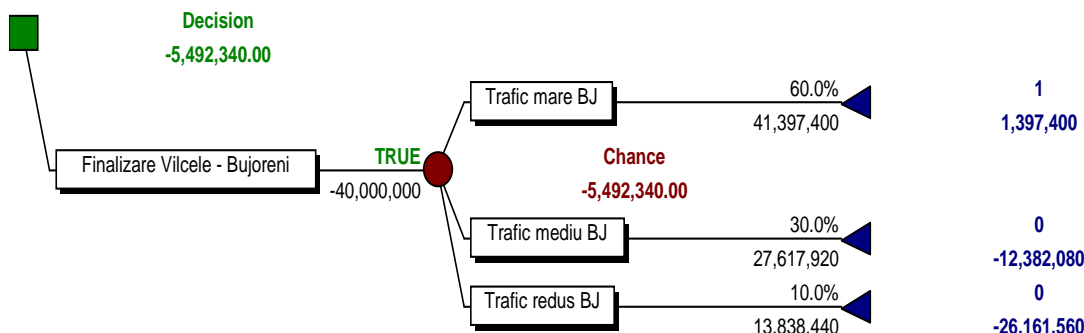 Decision
-5,492,340.00
60.0%
1
Trafic mare BJ
41,397,400
1,397,400
TRUE
Chance
Finalizare Vilcele - Bujoreni
-40,000,000
-5,492,340.00
30.0%
0
Trafic mediu BJ
27,617,920
-12,382,080
10.0%
0
Trafic redus BJ
13,838,440
-26,161,560